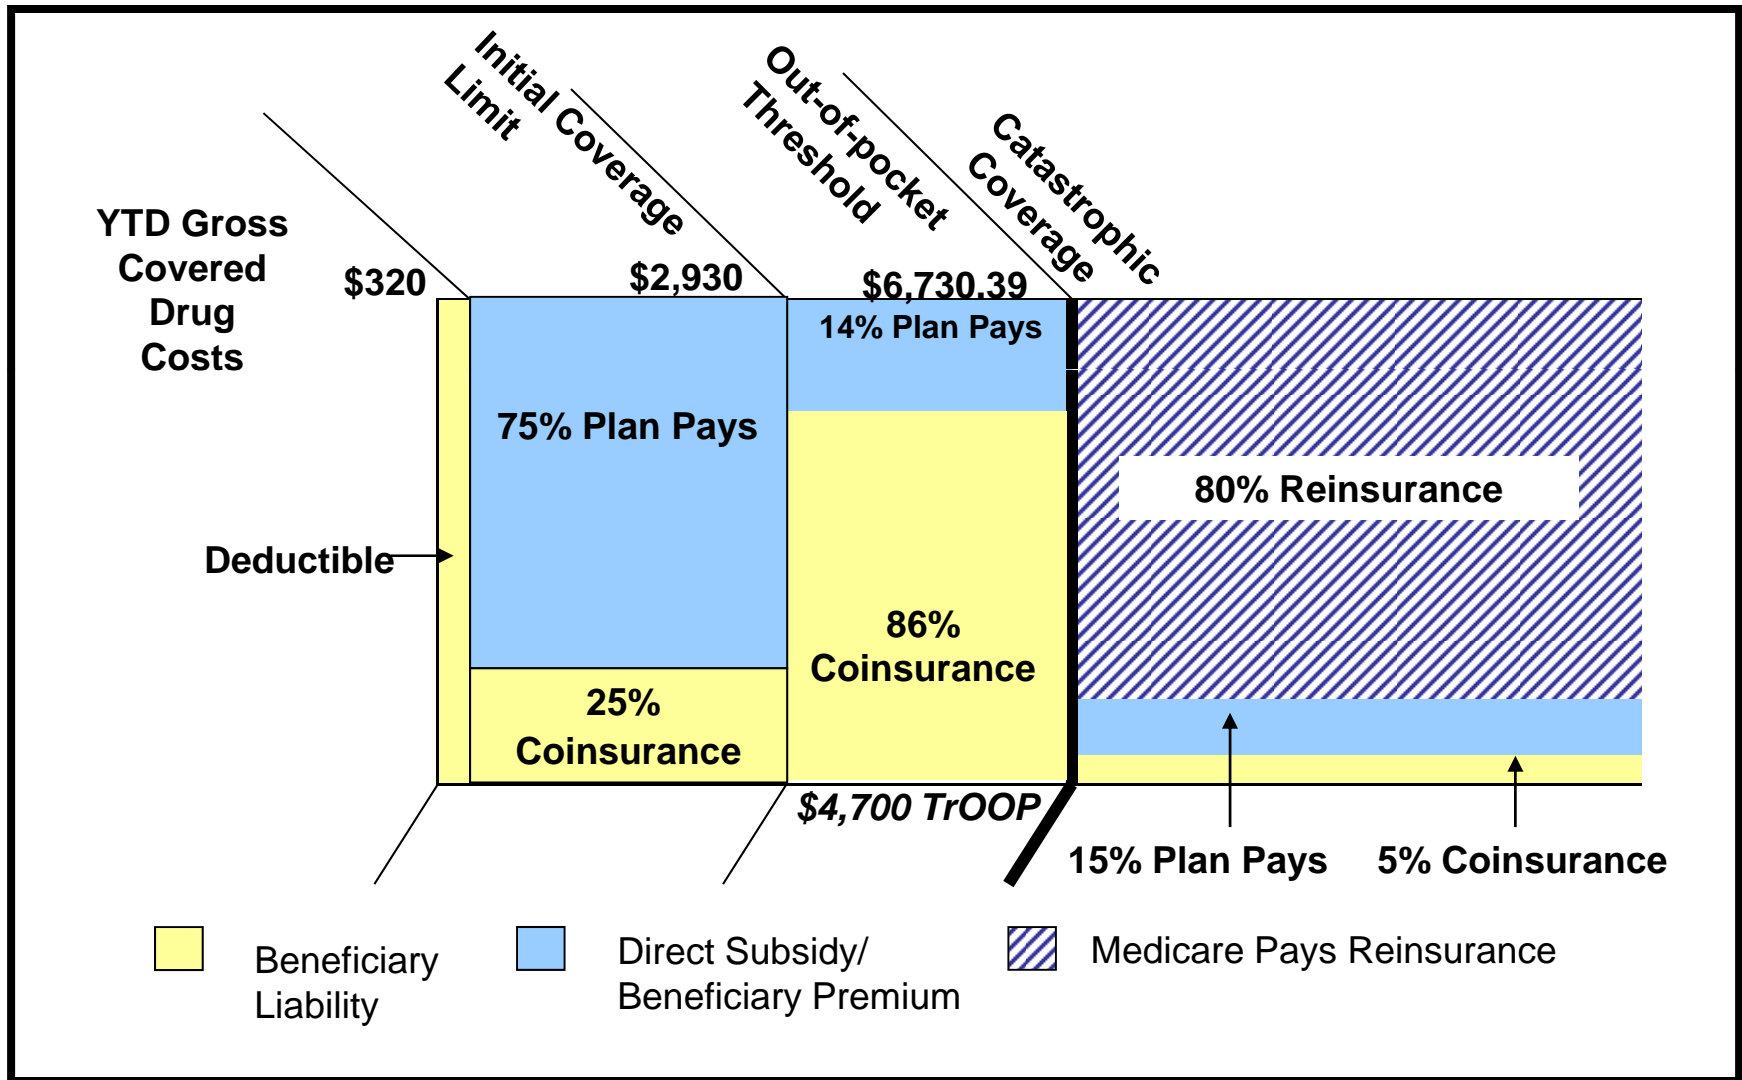 Initial Coverage
Limit
Out-of-pocket
Threshold
Catastrophic
Coverage
YTD Gross
Covered
Drug
Costs
$320
$2,930
$6,730.39
14% Plan Pays
75% Plan Pays
80% Reinsurance
Deductible
86%
Coinsurance
25%
Coinsurance
$4,700 TrOOP
15% Plan Pays
5% Coinsurance
Beneficiary
Liability
Direct Subsidy/
Beneficiary Premium
Medicare Pays Reinsurance